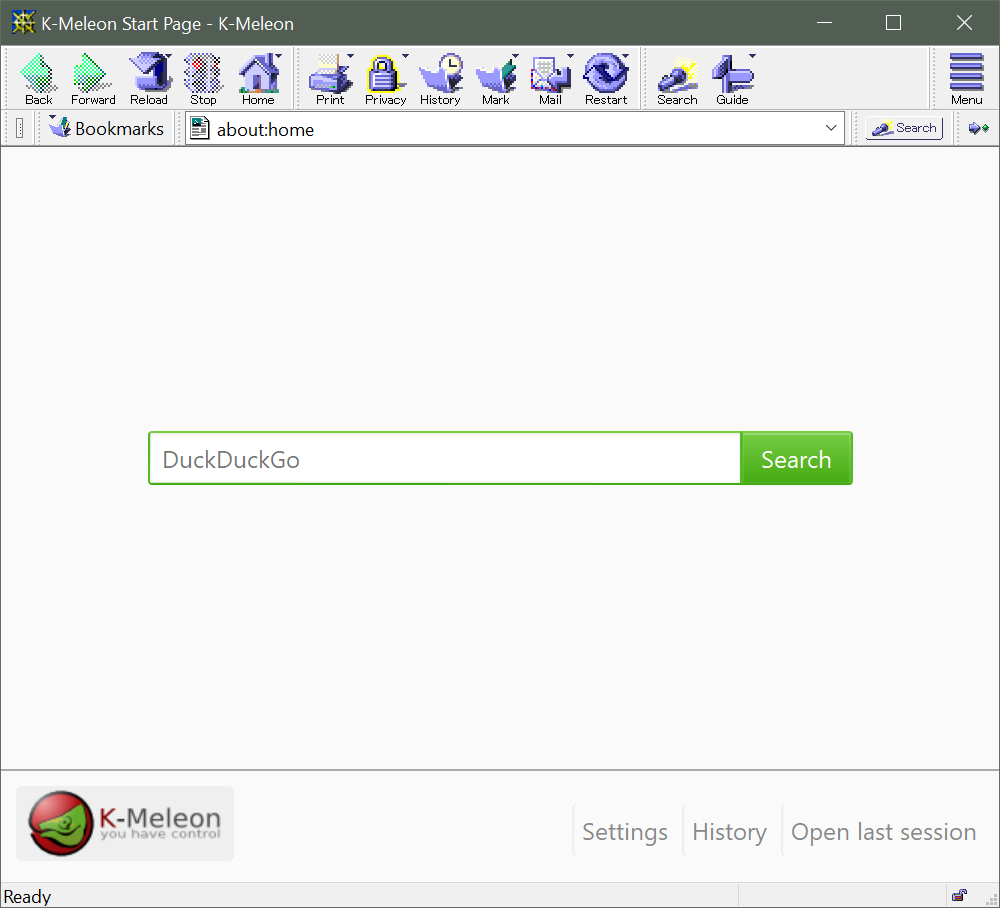 K-Meleon Start Page - K-Meleon
Back Forward Reload Stop Home Print Privacy History Mark Mail Restart Search Guide Menu
Bookmarks about:home Search
DuckDuckGo Search
K-Meleon
you have control
Settings History Open last session
Ready